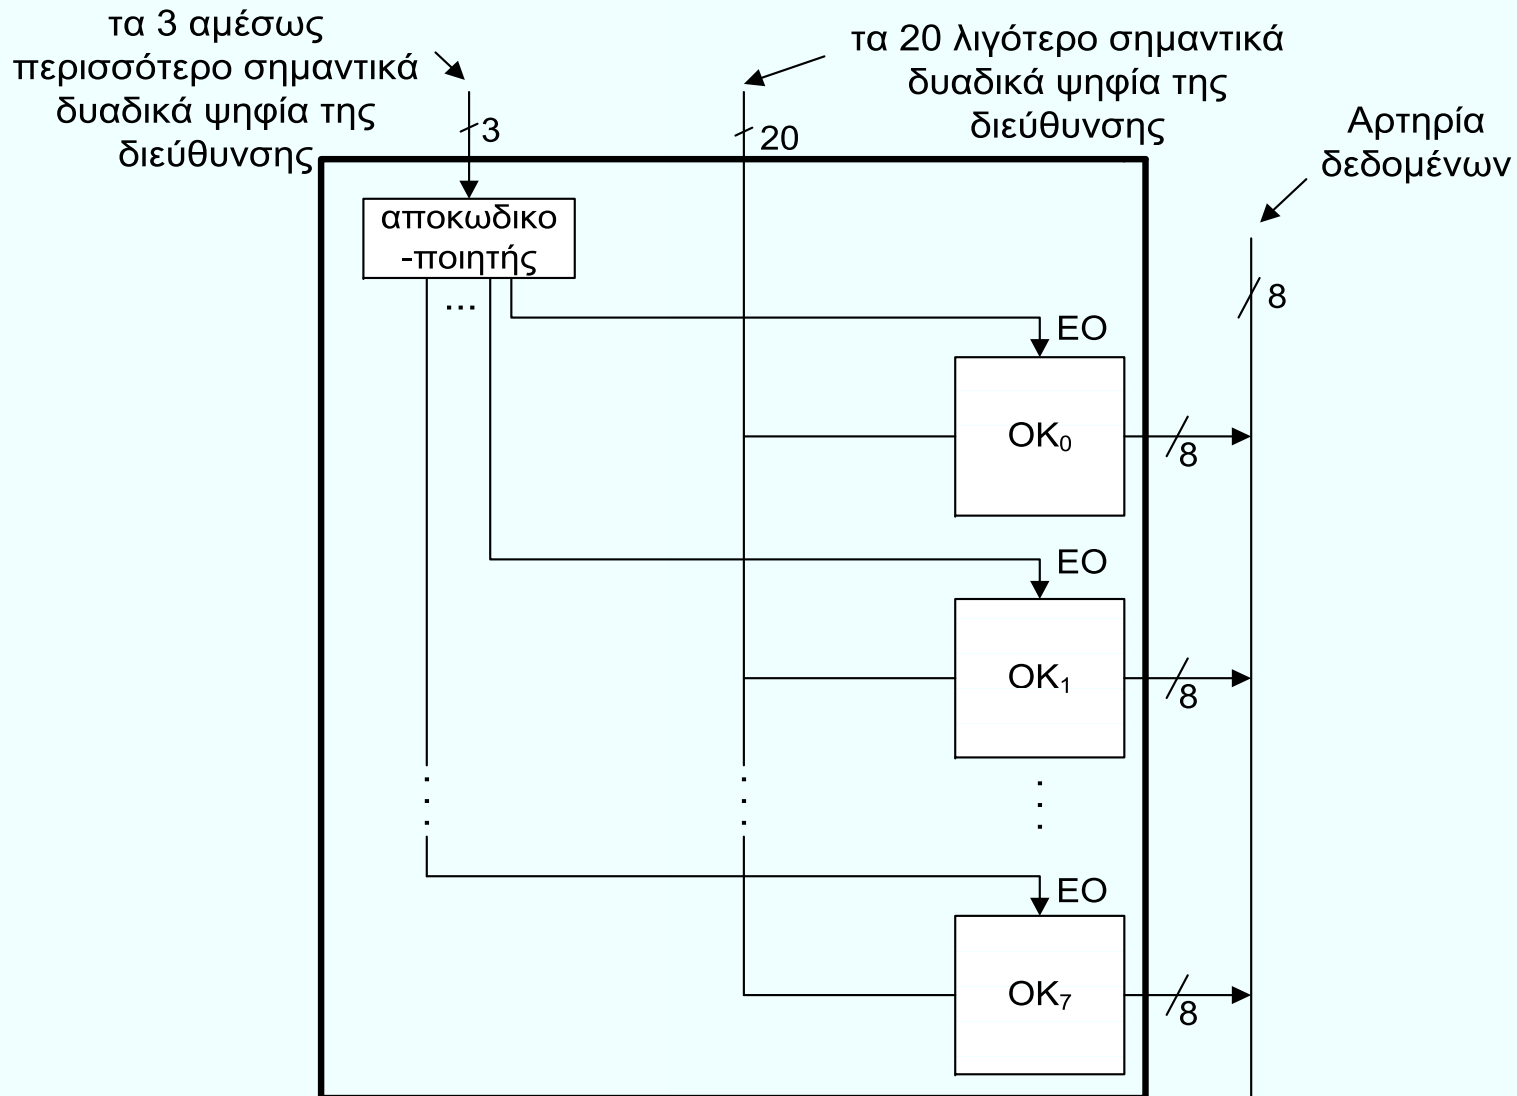 τα 3 αμέσως
περισσότερο σημαντικά
δυαδικά ψηφία της
διεύθυνσης
τα 20 λιγότερο σημαντικά
δυαδικά ψηφία της
διεύθυνσης
Αρτηρία
δεδομένων
3
20
8
αποκωδικο
-ποιητής
...
ΕΟ
ΟΚ₀
8
ΕΟ
ΟΚ₁
8
ΕΟ
ΟΚ₇
8